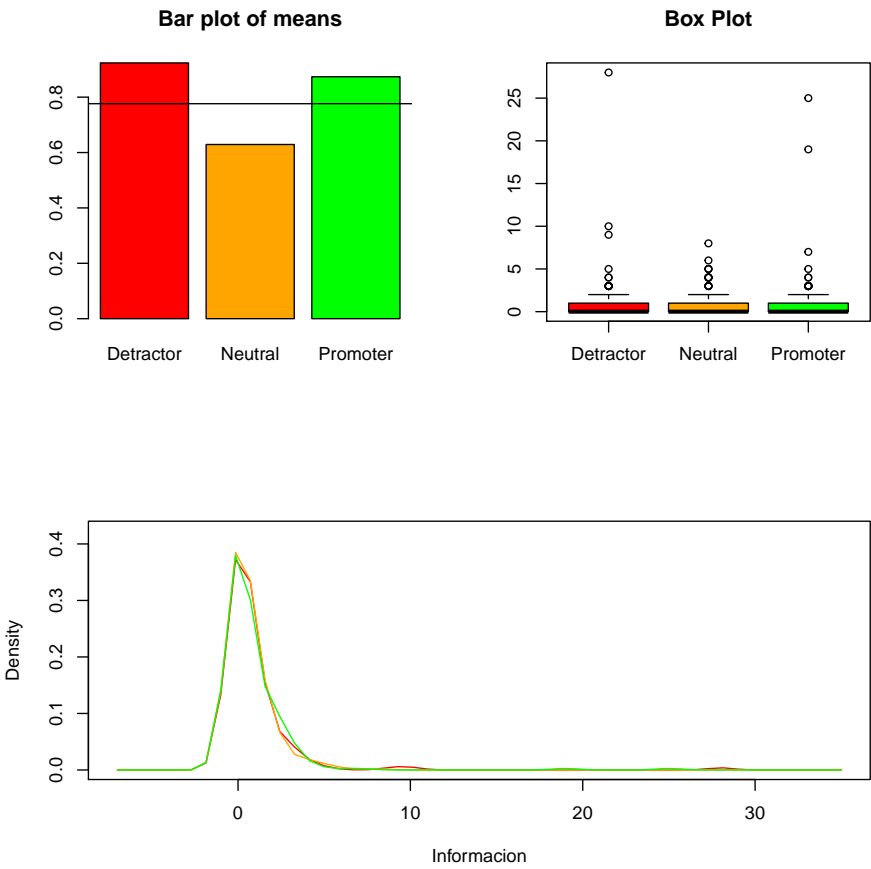 Bar plot of means
0.8
0.6
0.4
0.2
0.0
Detractor Neutral Promoter
Box Plot
25
20
15
10
5
0
Detractor Neutral Promoter
0.4
0.3
0.2
0.1
0.0
Density
0 10 20 30
Informacion